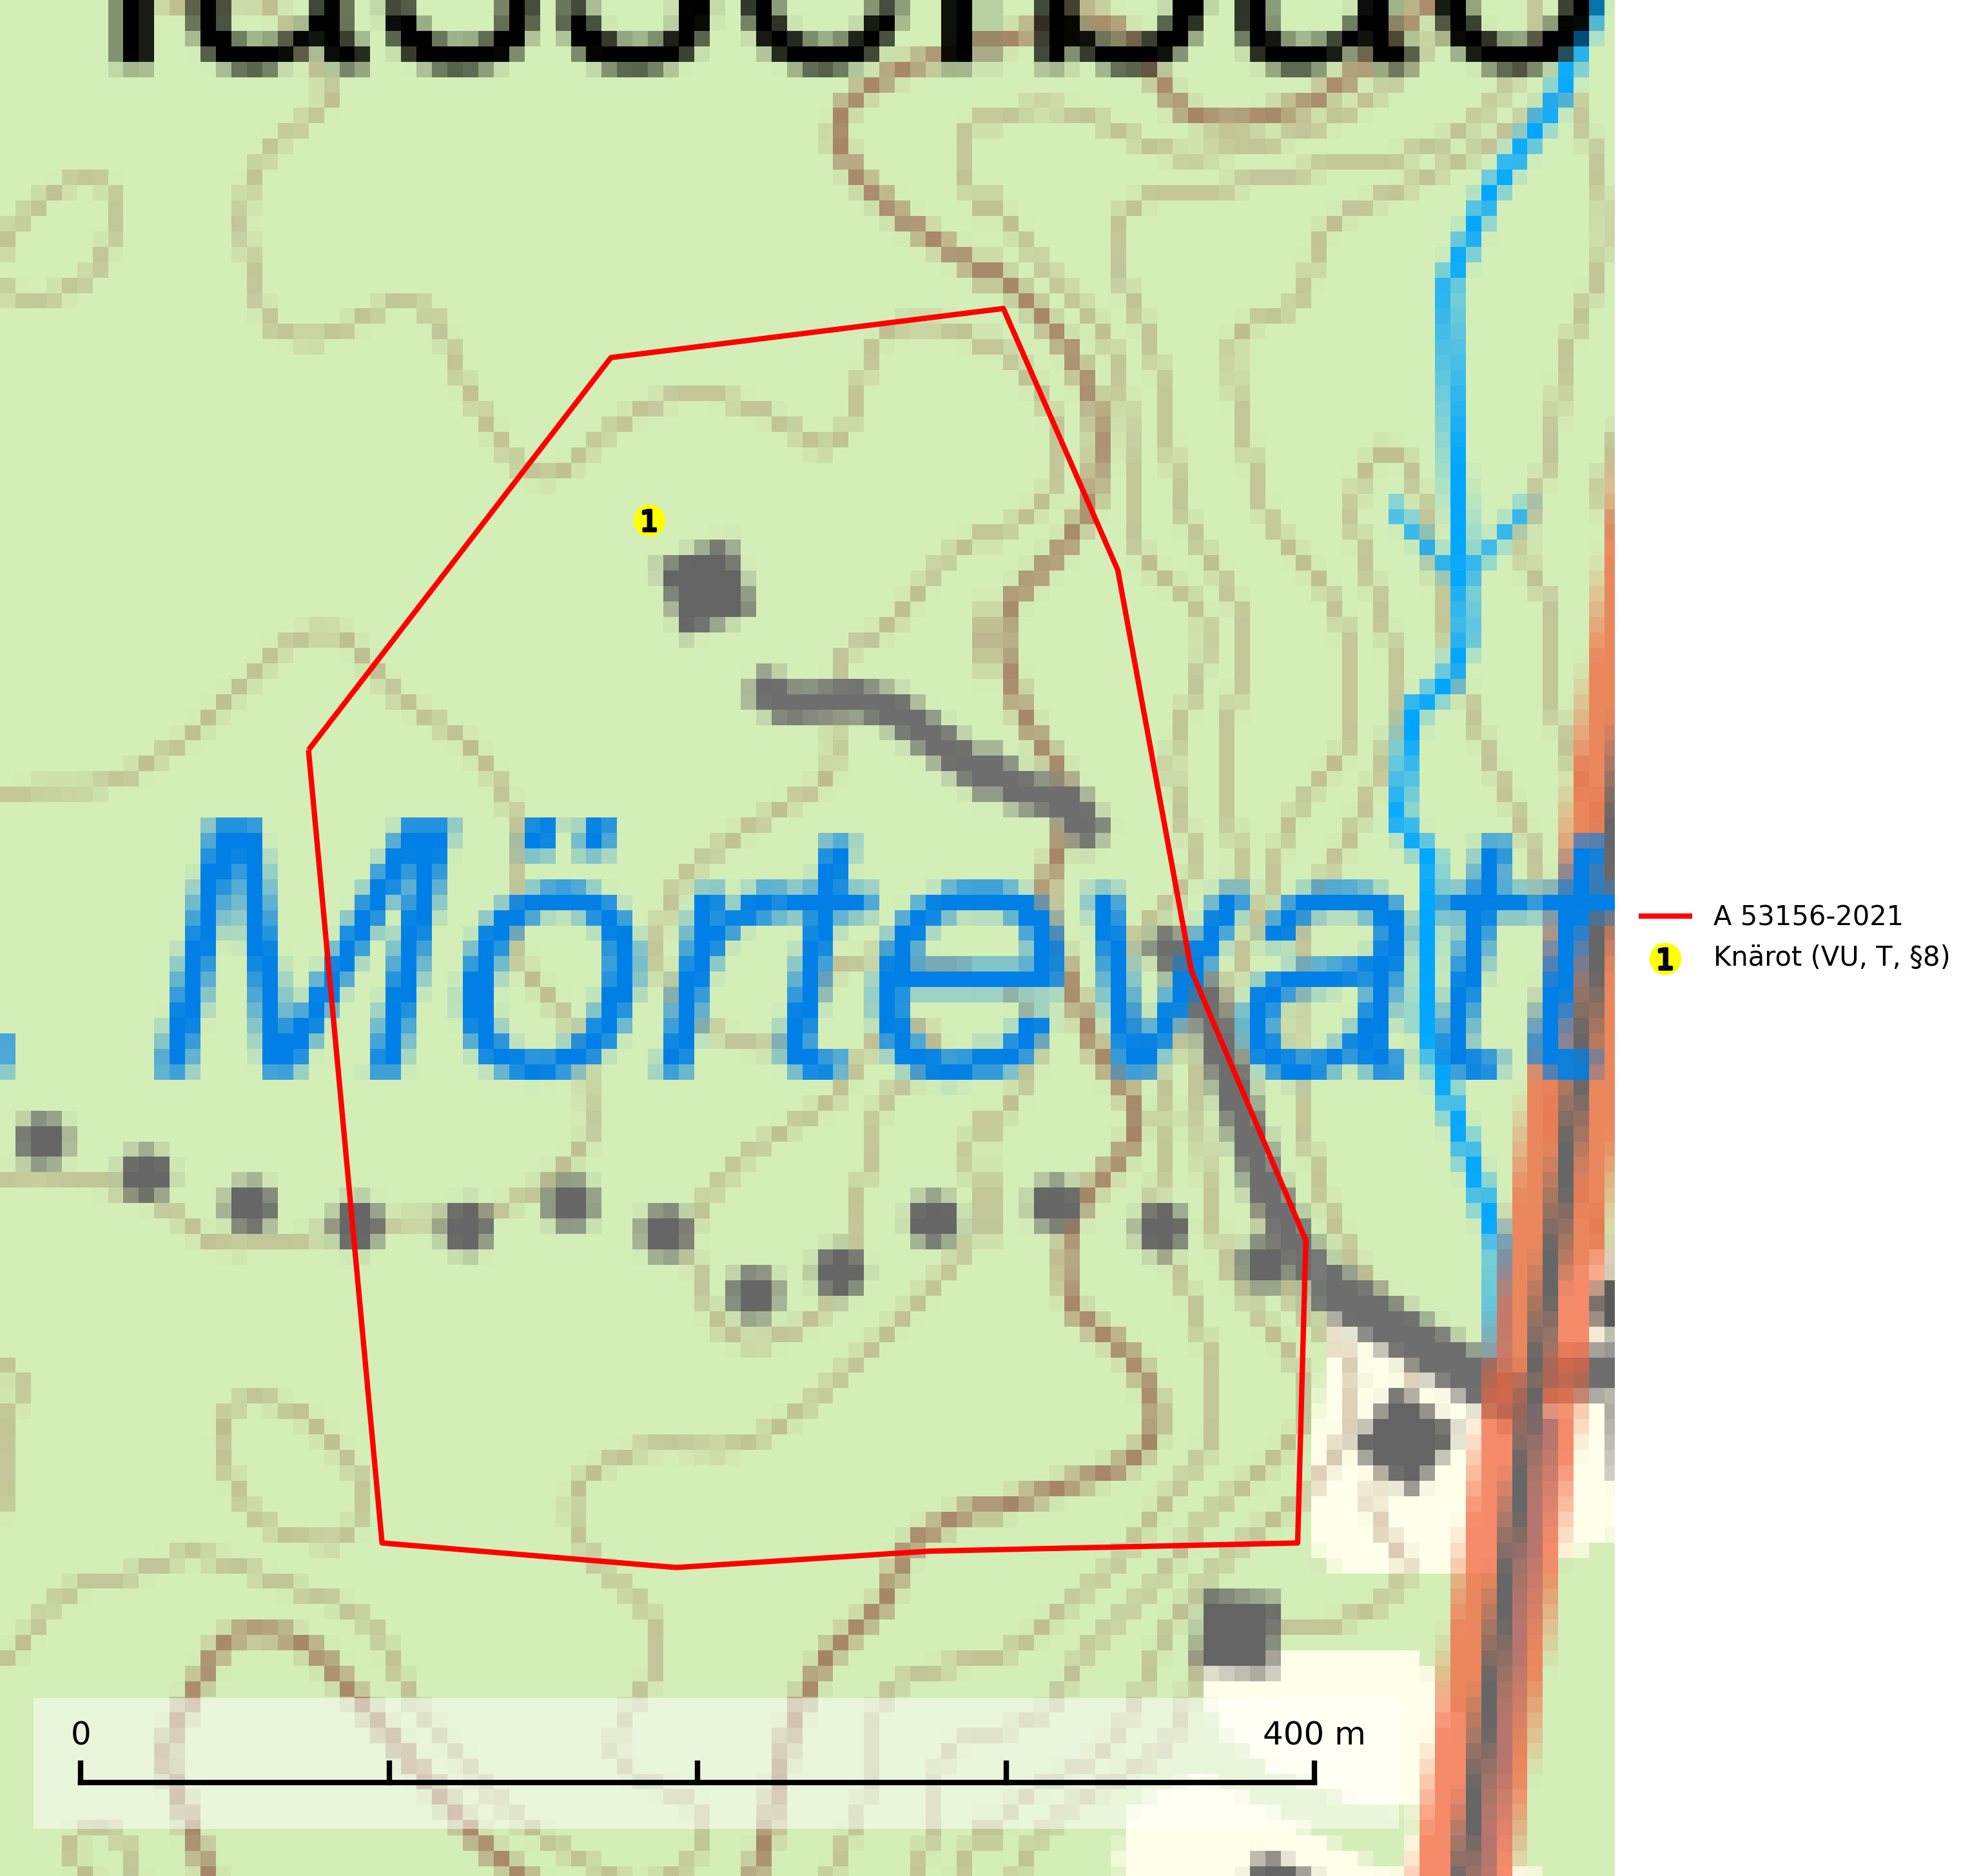 1
Mörtevatt
A 53156-2021
1 Knärot (VU, T, §8)
0 400 m